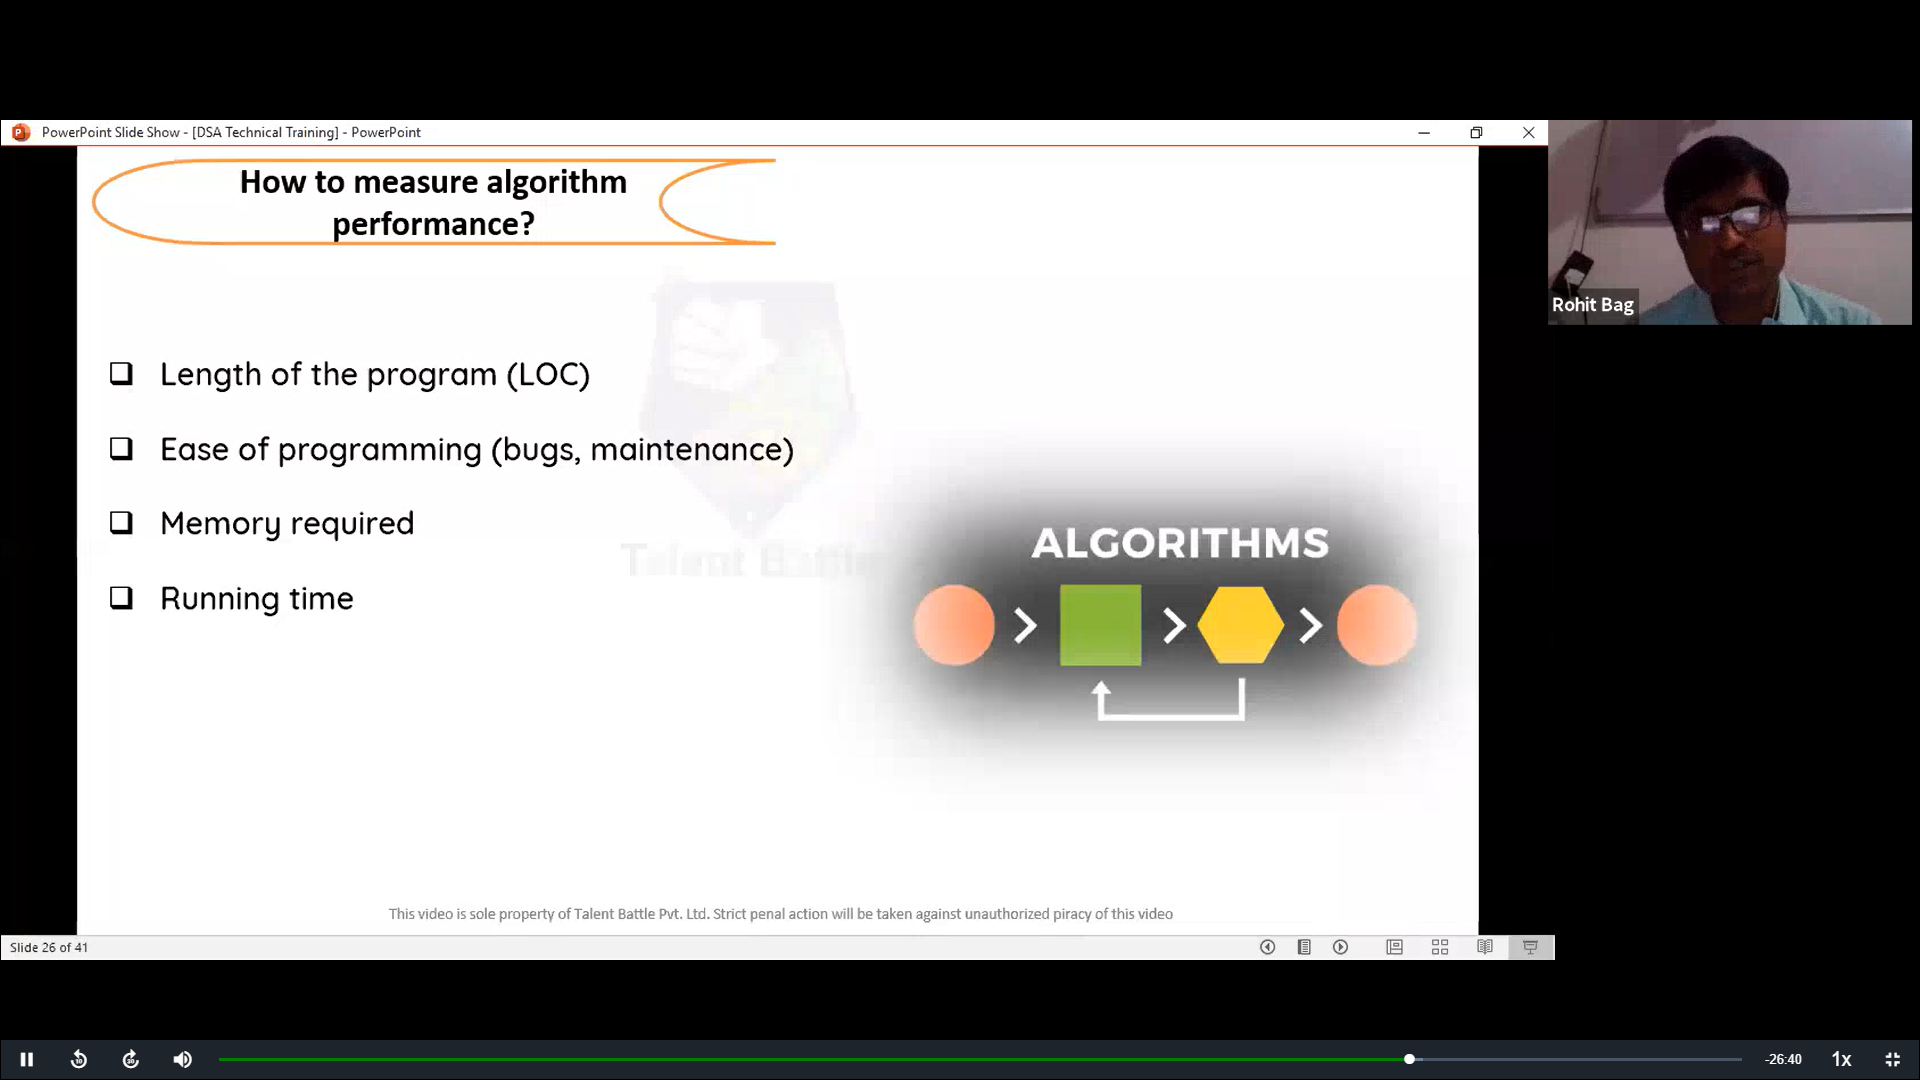 PowerPoint Slide Show - [DSA Technical Training] - PowerPoint
How to measure algorithm
performance?
Length of the program (LOC)
Ease of programming (bugs, maintenance)
Memory required
Running time
Talent Battle
ALGORITHMS
Rohit Bag
This video is sole property of Talent Battle Pvt. Ltd. Strict penal action will be taken against unauthorized piracy of this video
Slide 26 of 41
-26:40
1x